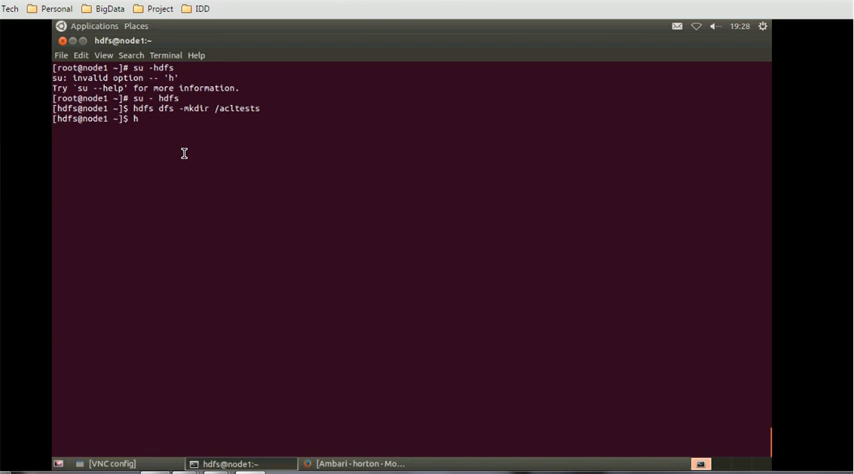 Tech Personal BigData Project IDD
Applications Places 19:28
hdfs@node1:~
File Edit View Search Terminal Help
[root@node1 ~]# su -hdfs
su: invalid option -- 'h'
Try `su --help' for more information.
[root@node1 ~]# su - hdfs
[hdfs@node1 ~]$ hdfs dfs -mkdir /acltests
[hdfs@node1 ~]$ h
[VNC config] hdfs@node1:~ [Ambari - horton - Mo...